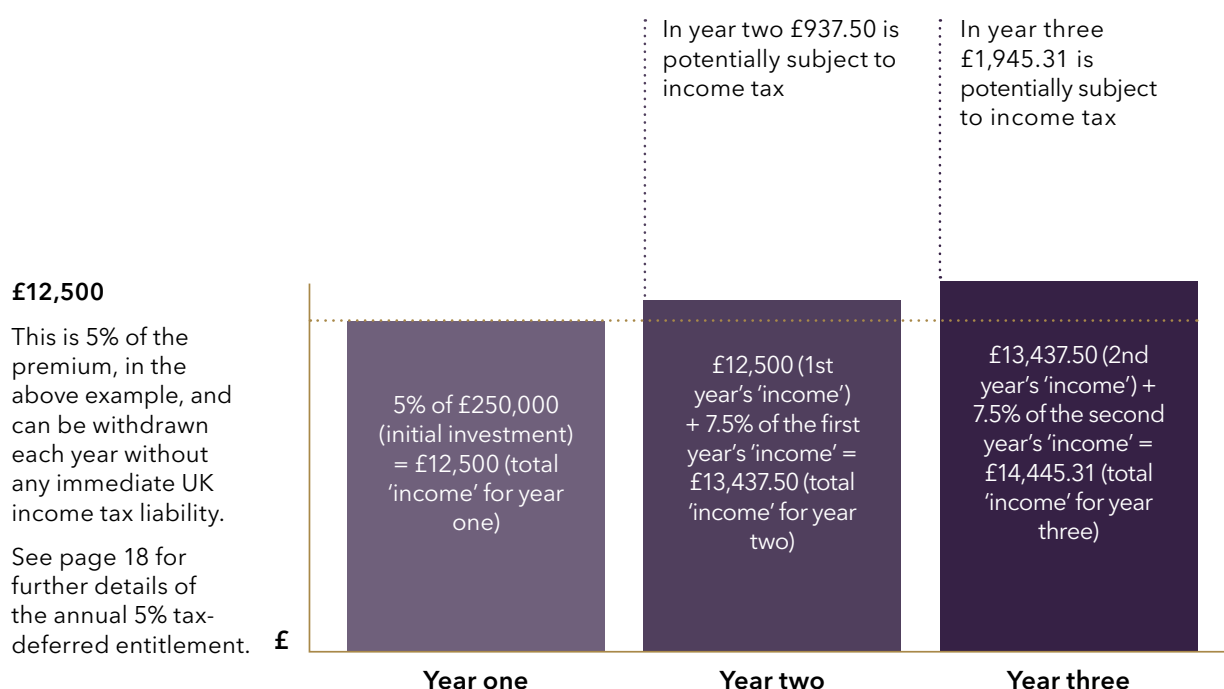 In year two £937.50 is
potentially subject to
income tax
In year three
£1,945.31 is
potentially subject
to income tax
£12,500
This is 5% of the
premium, in the
above example, and
can be withdrawn
each year without
any immediate UK
income tax liability.
See page 18 for
further details of
the annual 5% tax-
deferred entitlement.
£
5% of £250,000
(initial investment)
= £12,500 (total
‘income’ for year
one)
£12,500 (1st
year’s ‘income’)
+ 7.5% of the first
year’s ‘income’ =
£13,437.50 (total
‘income’ for year
two)
£13,437.50 (2nd
year’s ‘income’) +
7.5% of the second
year’s ‘income’ =
£14,445.31 (total
‘income’ for year
three)
Year one
Year two
Year three